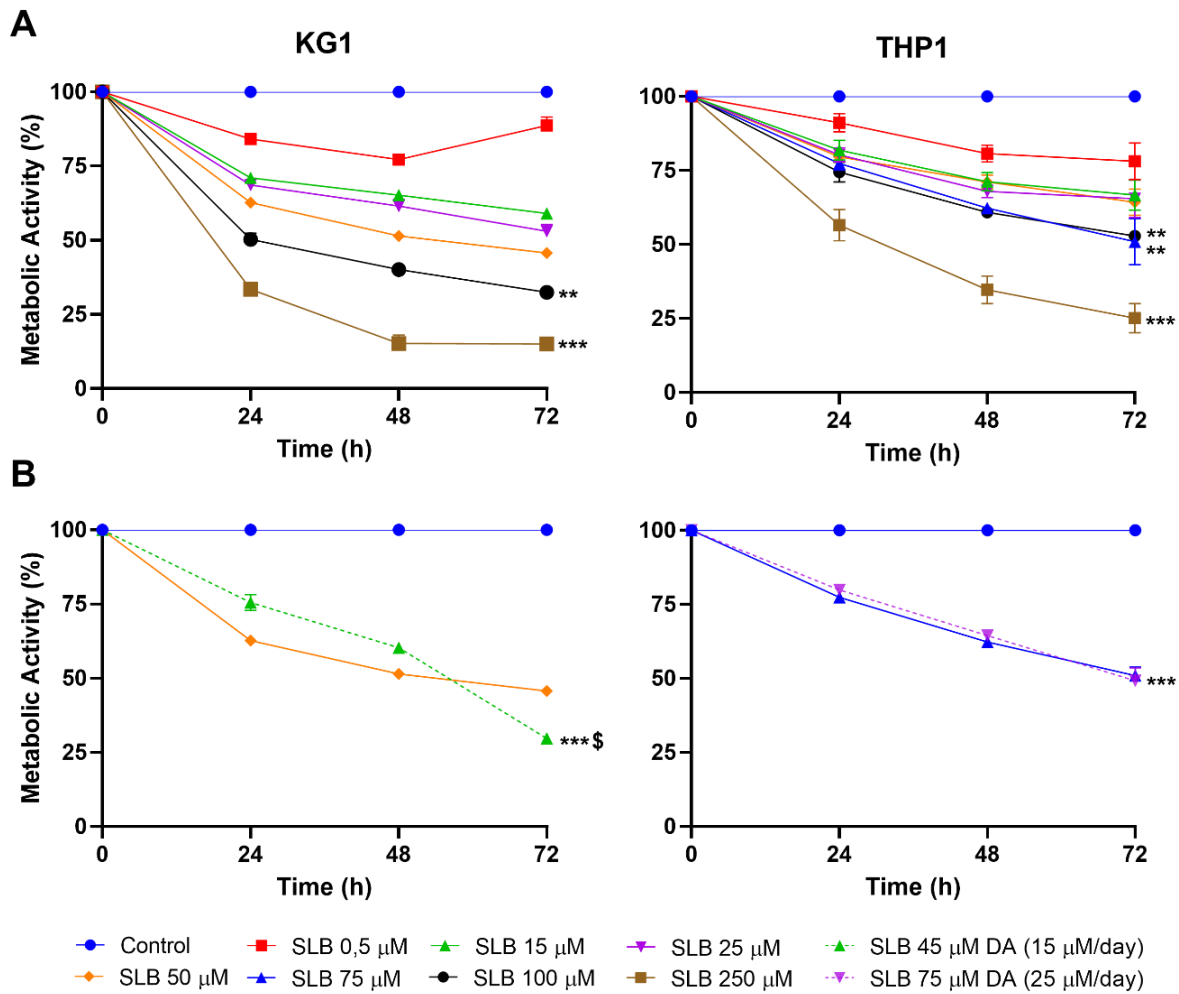 A
KG1
THP1
Metabolic Activity (%)
100
75
50
25
0
**
***
0 24 48 72
Time (h)
100
75
50
25
0
**
**
***
0 24 48 72
Time (h)
B
Metabolic Activity (%)
100
75
50
25
0
***$
0 24 48 72
Time (h)
100
75
50
25
0
***
0 24 48 72
Time (h)
Control SLB 0,5 μM SLB 15 μM SLB 25 μM SLB 45 μM DA (15 μM/day)
SLB 50 μM SLB 75 μM SLB 100 μM SLB 250 μM SLB 75 μM DA (25 μM/day)